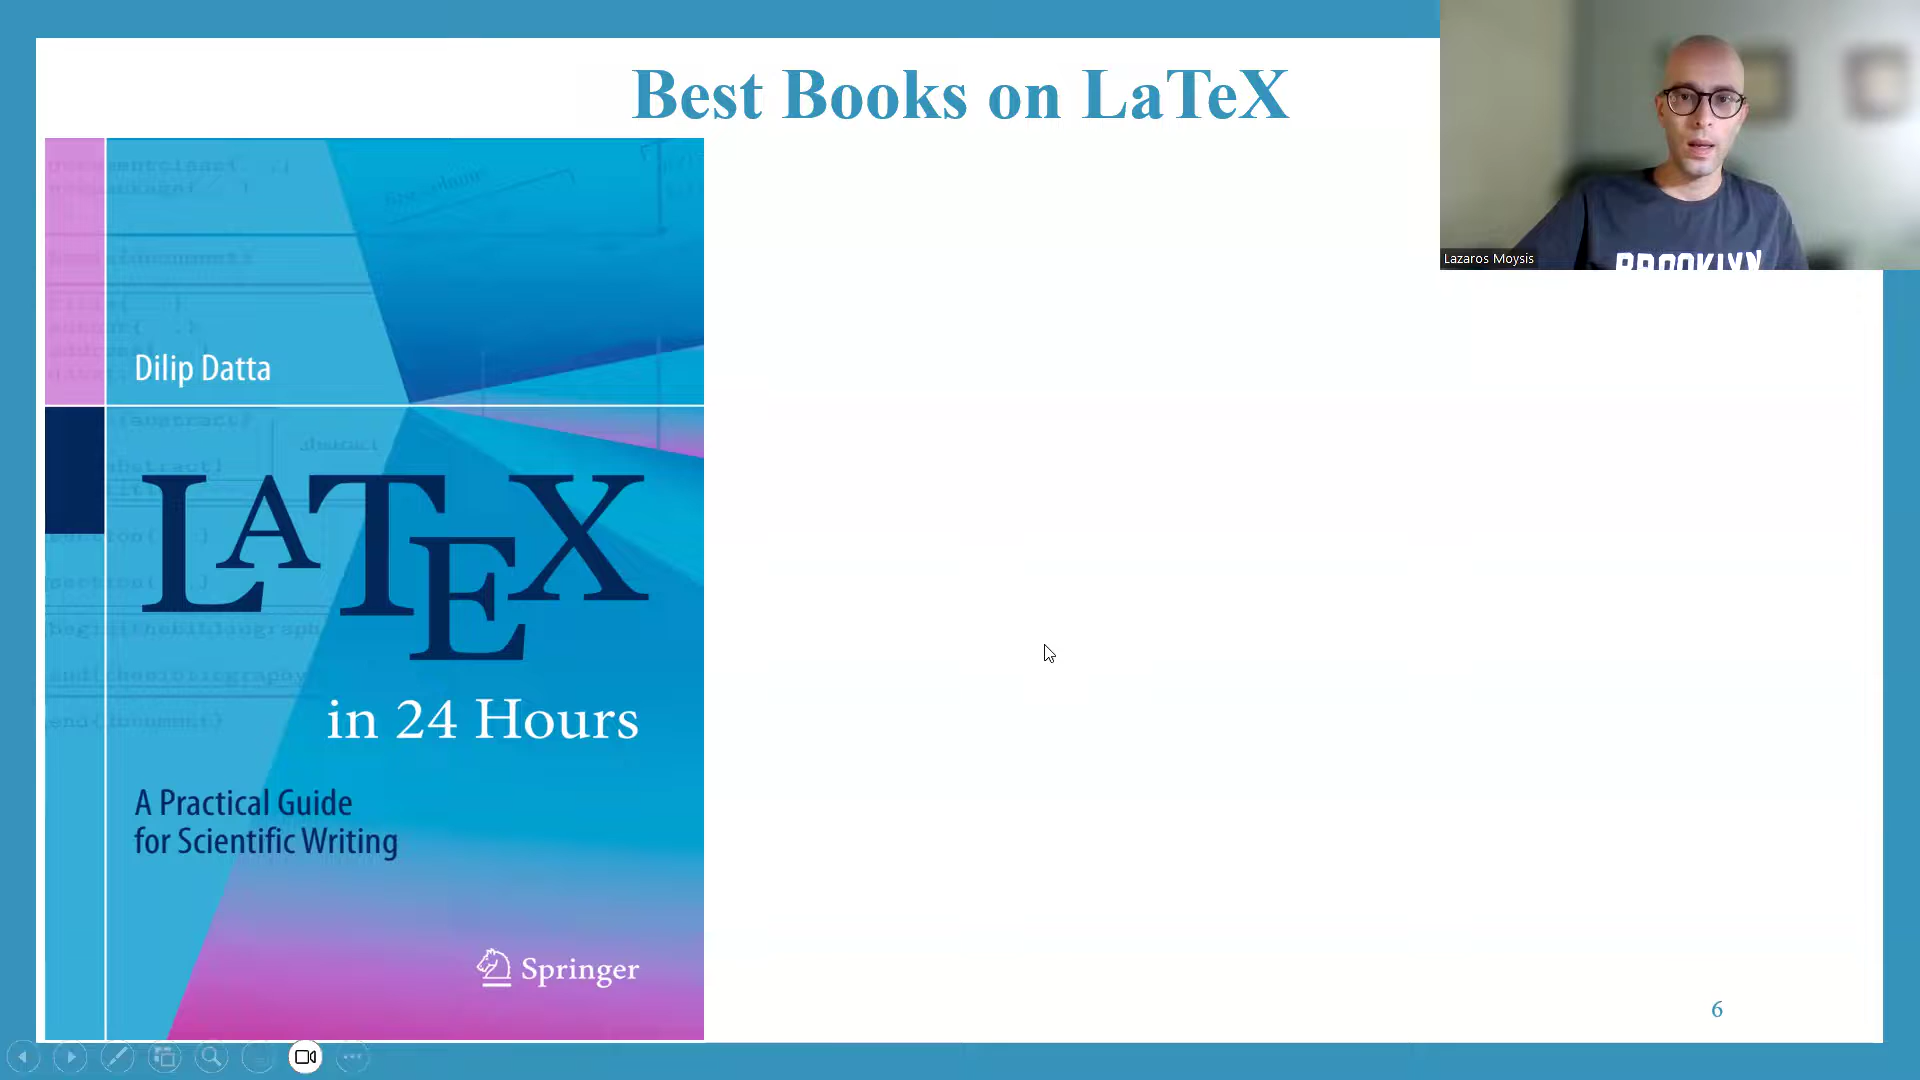 Best Books on LaTeX
Lazaros Moysis
BROOKLYN
Dilip Datta
LATEX
in 24 Hours
A Practical Guide
for Scientific Writing
Springer
6